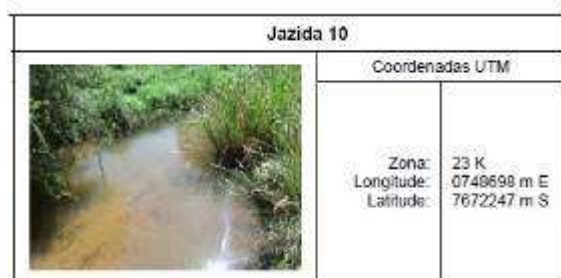 Jazida 10
Coordenadas UTM
Zona: 23 K
Longitude: 0748698 m E
Latitude: 7672247 m S